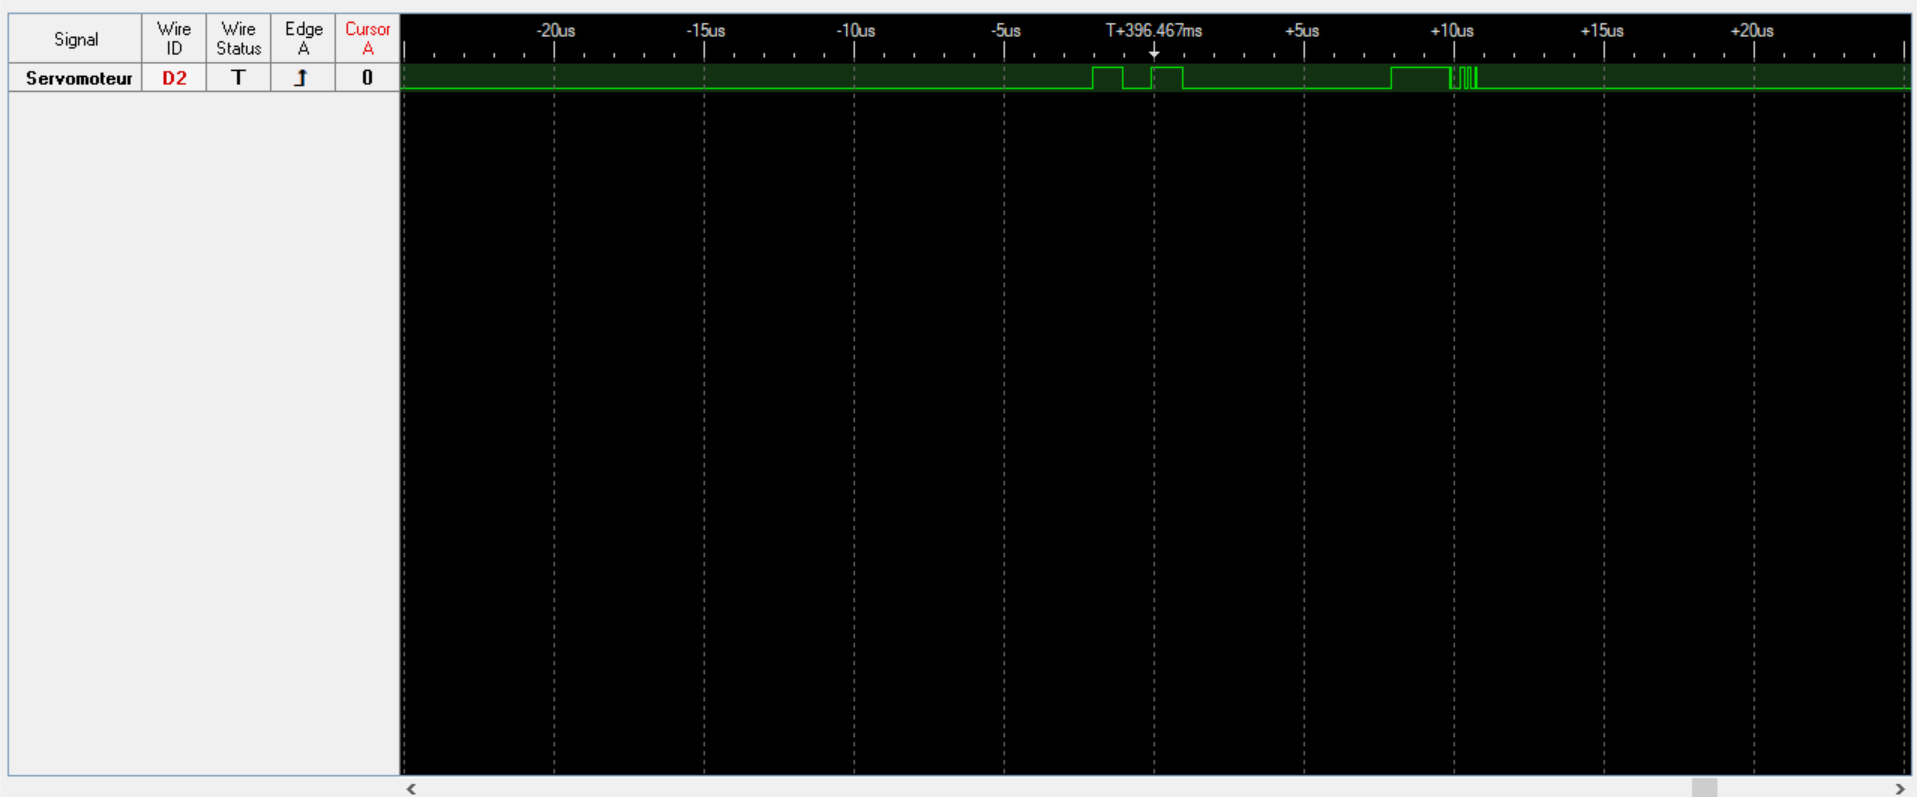 Signal Wire ID Wire Status Edge A Cursor A
-20us -15us -10us -5us T+396.467ms +5us +10us +15us +20us
Servomoteur D2 T 0